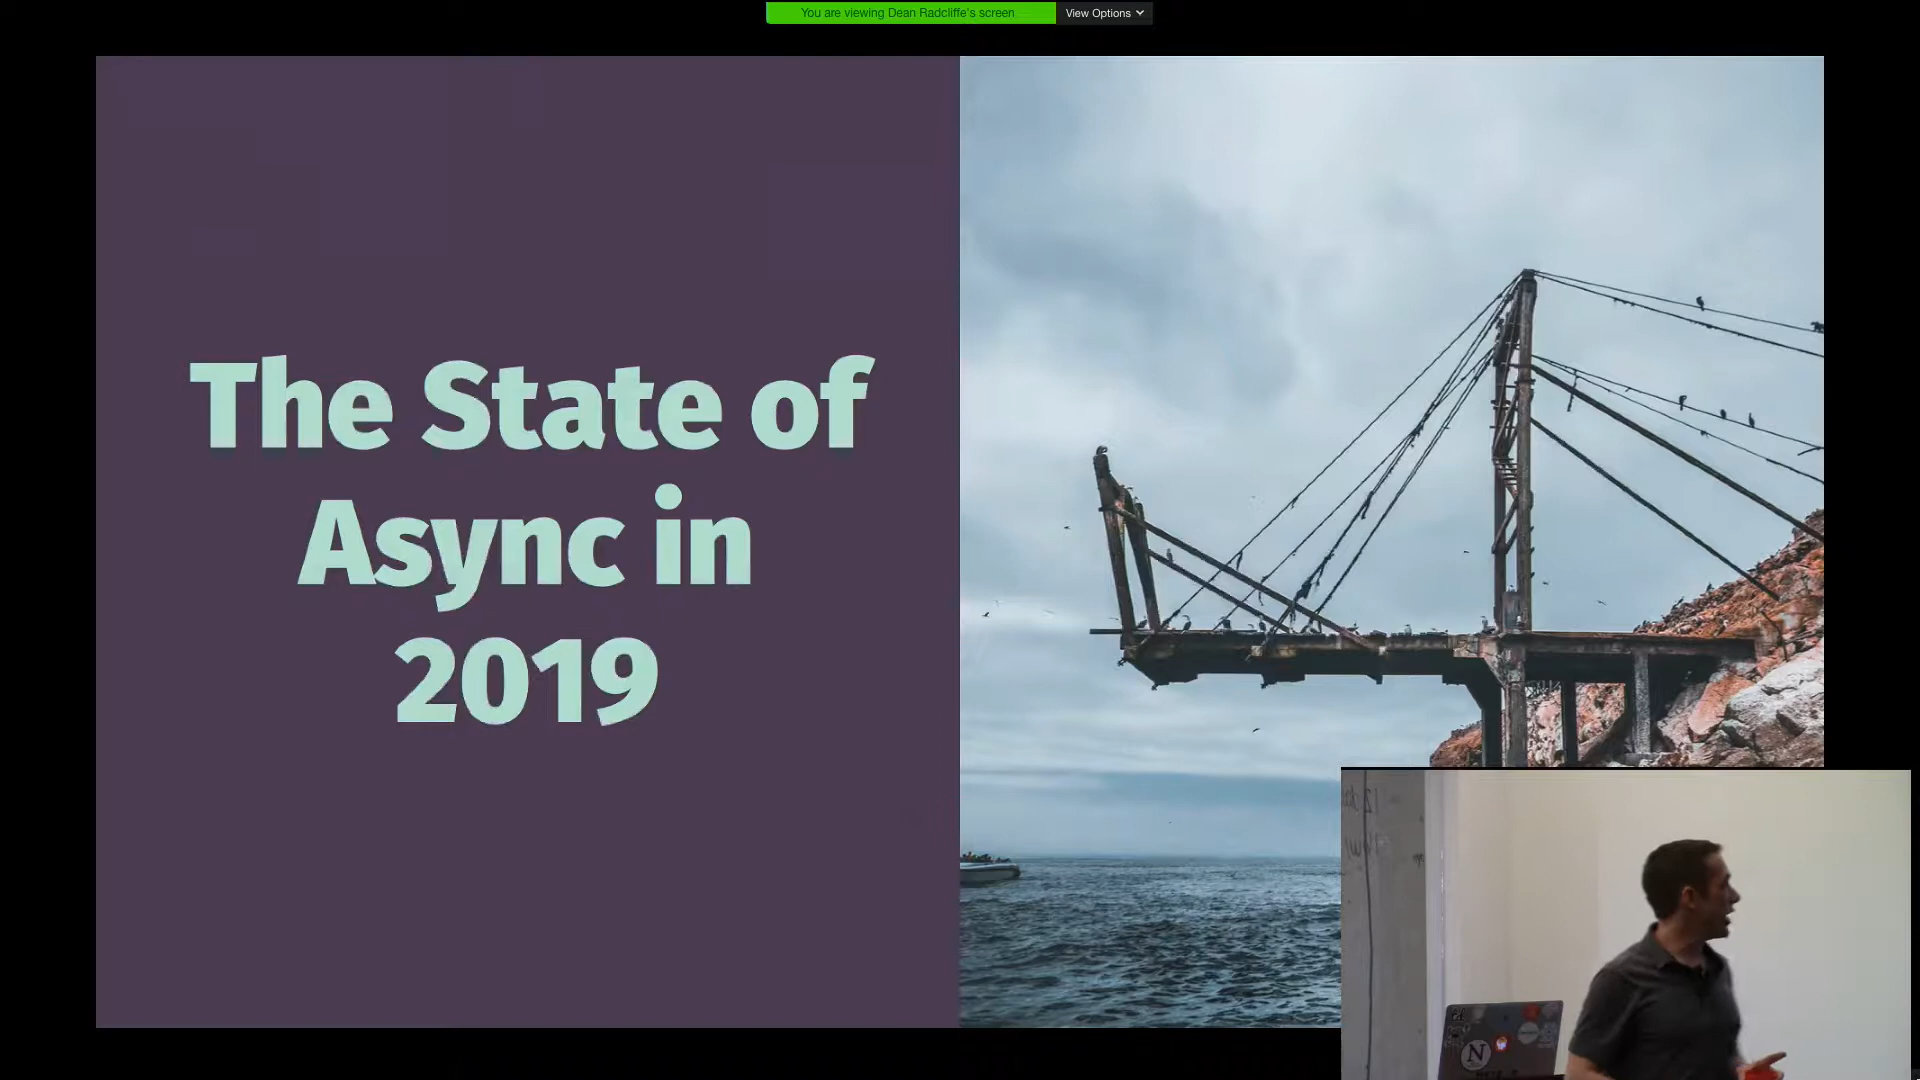 You are viewing Dean Radcliffe's screen
View Options
The State of
Async in
2019
N